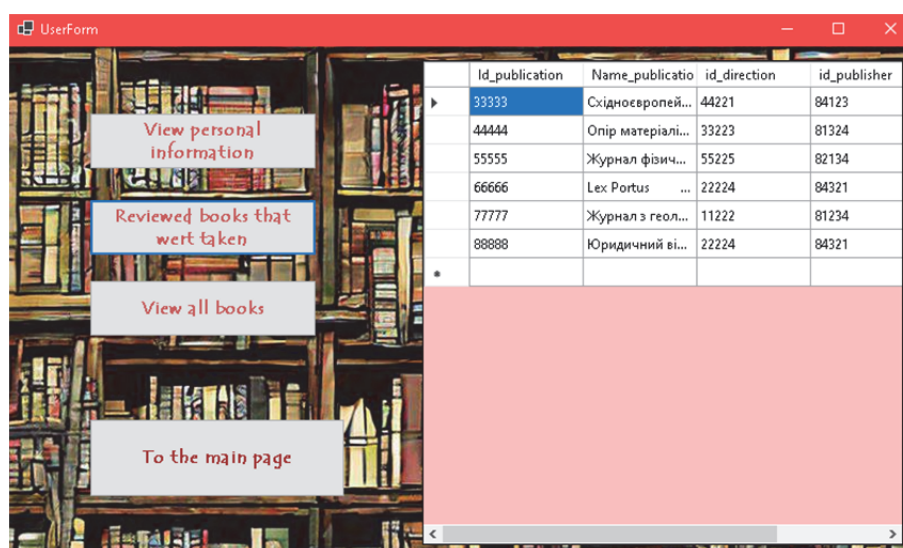 UserForm
View personal
information
Reviewed books that
wert taken
View all books
To the main page
Id_publication Name_publicatio id_direction id_publisher
33333 Східноєвропей... 44221 84123
44444 Опір матеріалі... 33223 81324
55555 Журнал фізич... 55225 82134
66666 Lex Portus ... 22224 84321
77777 Журнал з геол... 11222 81234
88888 Юридичний ві... 22224 84321